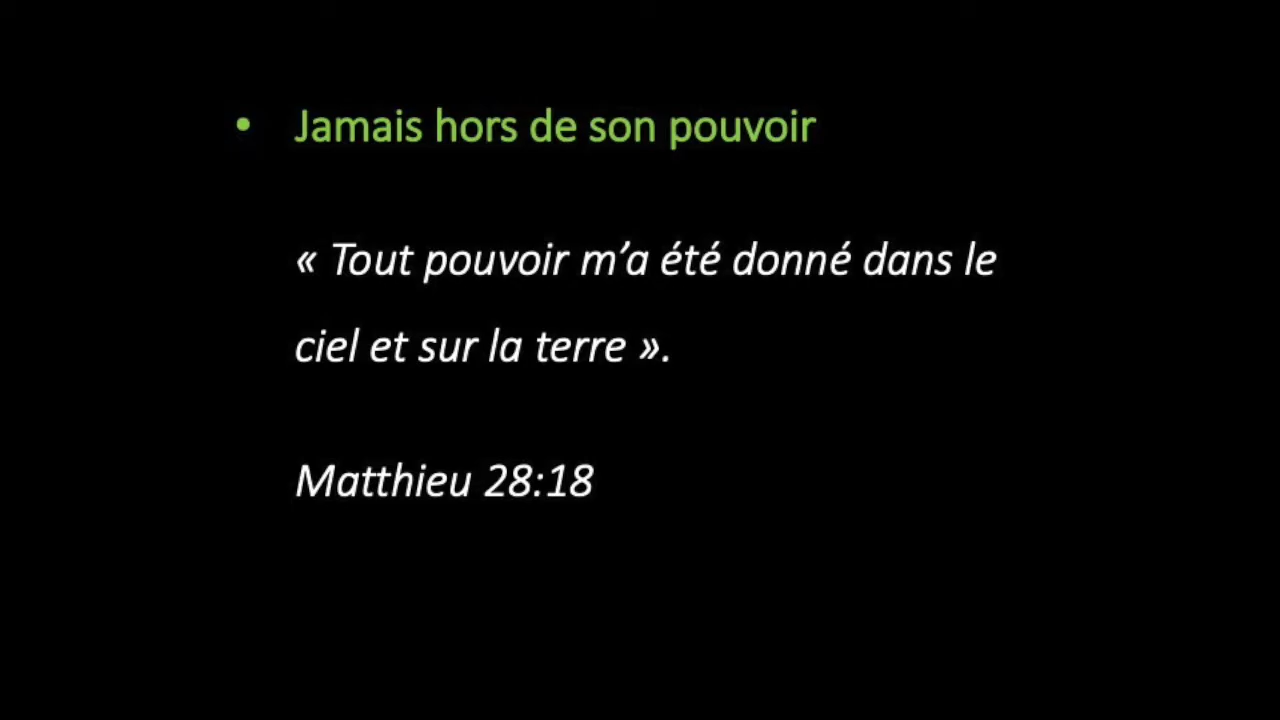 • Jamais hors de son pouvoir
« Tout pouvoir m’a été donné dans le
ciel et sur la terre ».
Matthieu 28:18